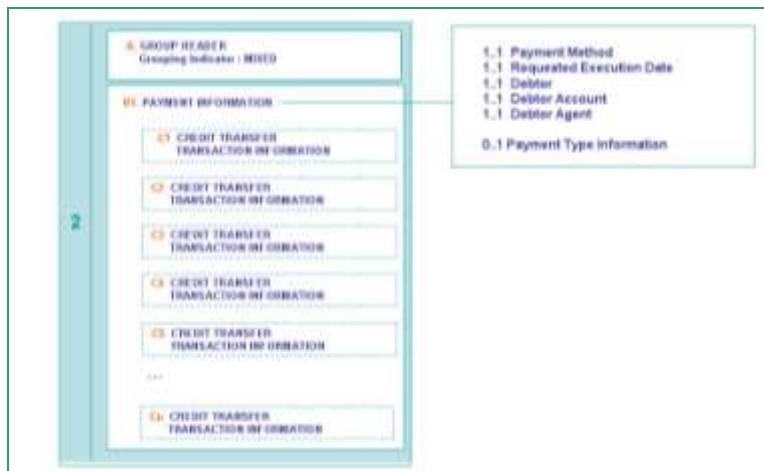 A. GROUP HEADER
Grouping Indicator : MIXED
B1. PAYMENT INFORMATION
C1 CREDIT TRANSFER
TRANSACTION INFORMATION
C2 CREDIT TRANSFER
TRANSACTION INFORMATION
C3 CREDIT TRANSFER
TRANSACTION INFORMATION
CREDIT TRANSFER
TRANSACTION INFORMATION
C5 CREDIT TRANSFER
TRANSACTION INFORMATION
...
CREDIT TRANSFER
TRANSACTION INFORMATION
2
1..1 Payment Method
1..1 Requested Execution Date
1..1 Debtor
1..1 Debtor Account
1..1 Debtor Agent
0..1 Payment Type Information